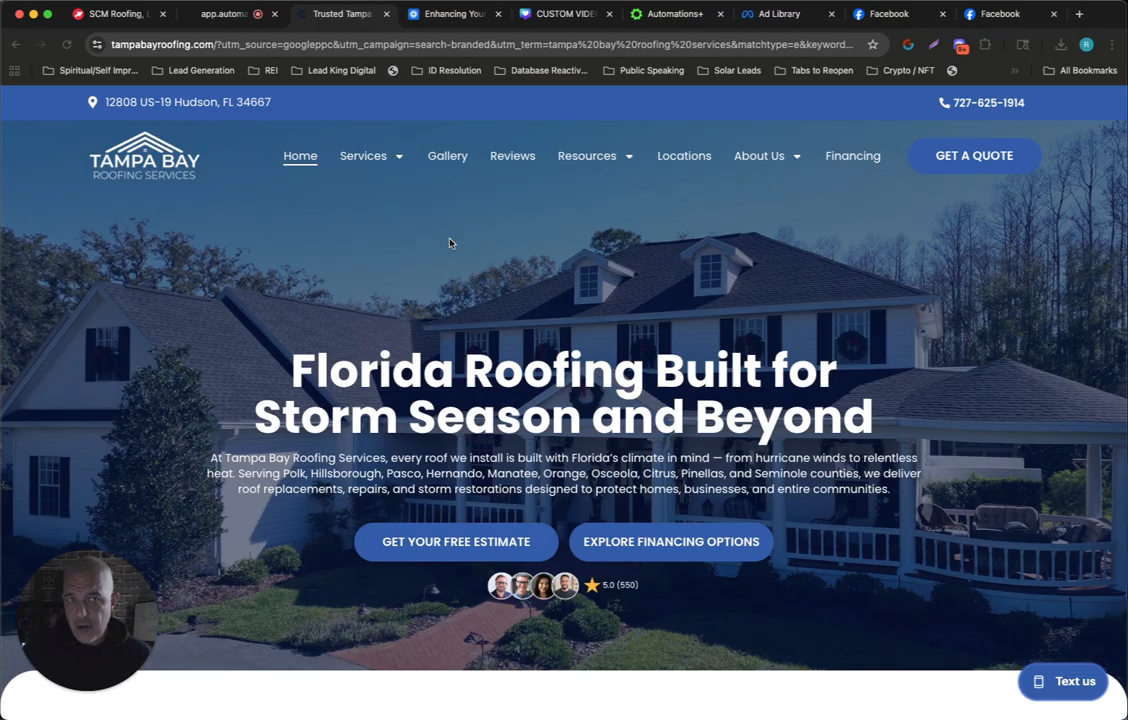 SCM Roofing, L
app.automa
Trusted Tampa
Enhancing You
CUSTOM VIDE
Automations+
Ad Library
Facebook
Facebook
tampabayroofing.com/?utm_source=googleppc&utm_campaign=search-branded&utm_term=tampa%20bay%20roofing%20services&matchtype=e&keyword...
9+
R
Spiritual/Self Impr...
Lead Generation
REI
Lead King Digital
ID Resolution
Database Reactiv...
Public Speaking
Solar Leads
Tabs to Reopen
Crypto / NFT
All Bookmarks
12808 US-19 Hudson, FL 34667
727-625-1914
TAMPA BAY
ROOFING SERVICES
Home
Services
Gallery
Reviews
Resources
Locations
About Us
Financing
GET A QUOTE
Florida Roofing Built for
Storm Season and Beyond
At Tampa Bay Roofing Services, every roof we install is built with Florida's climate in mind — from hurricane winds to relentless
heat. Serving Polk, Hillsborough, Pasco, Hernando, Manatee, Orange, Osceola, Citrus, Pinellas, and Seminole counties, we deliver
roof replacements, repairs, and storm restorations designed to protect homes, businesses, and entire communities.
GET YOUR FREE ESTIMATE
EXPLORE FINANCING OPTIONS
5.0 (550)
Text us